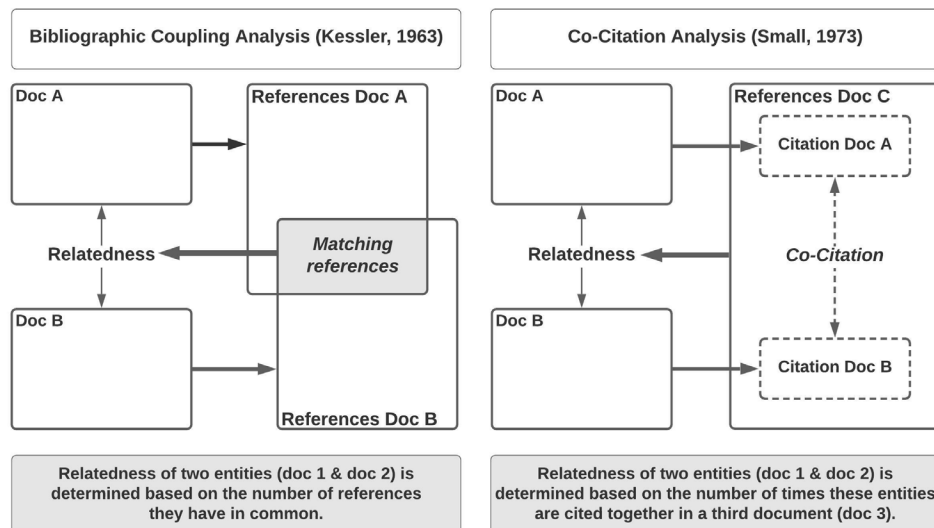 Bibliographic Coupling Analysis (Kessler, 1963)
Doc A
References Doc A
Matching
references
Relatedness
Doc B
References Doc B
Relatedness of two entities (doc 1 & doc 2) is
determined based on the number of references
they have in common.
Co-Citation Analysis (Small, 1973)
Doc A
References Doc C
Citation Doc A
Relatedness
Co-Citation
Doc B
Citation Doc B
Relatedness of two entities (doc 1 & doc 2) is
determined based on the number of times these entities
are cited together in a third document (doc 3).